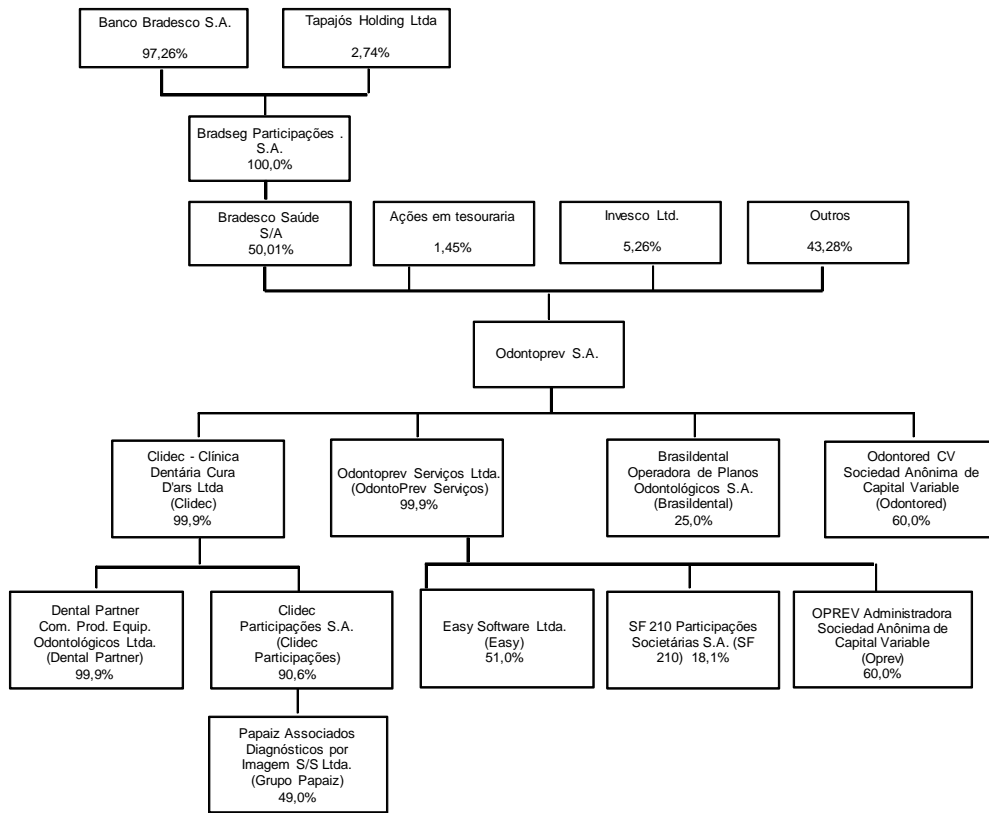 Banco Bradesco S.A.
97,26%
Tapajós Holding Ltda
2,74%
Bradseg Participações .
S.A.
100,0%
Bradesco Saúde
S/A
50,01%
Ações em tesouraria
1,45%
Invesco Ltd.
5,26%
Outros
43,28%
Odontoprev S.A.
Clidec - Clínica
Dentária Cura
D'ars Ltda
(Clidec)
99,9%
Odontoprev Serviços Ltda.
(OdontoPrev Serviços)
99,9%
Brasildental
Operadora de Planos
Odontológicos S.A.
(Brasildental)
25,0%
Odontored CV
Sociedad Anônima de
Capital Variable
(Odontored)
60,0%
Dental Partner
Com. Prod. Equip.
Odontológicos Ltda.
(Dental Partner)
99,9%
Clidec
Participações S.A.
(Clidec
Participações)
90,6%
Easy Software Ltda.
(Easy)
51,0%
SF 210 Participações
Societárias S.A. (SF
210) 18,1%
OPREV Administradora
Sociedad Anônima de
Capital Variable
(Oprev)
60,0%
Papaiz Associados
Diagnósticos por
Imagem S/S Ltda.
(Grupo Papaiz)
49,0%